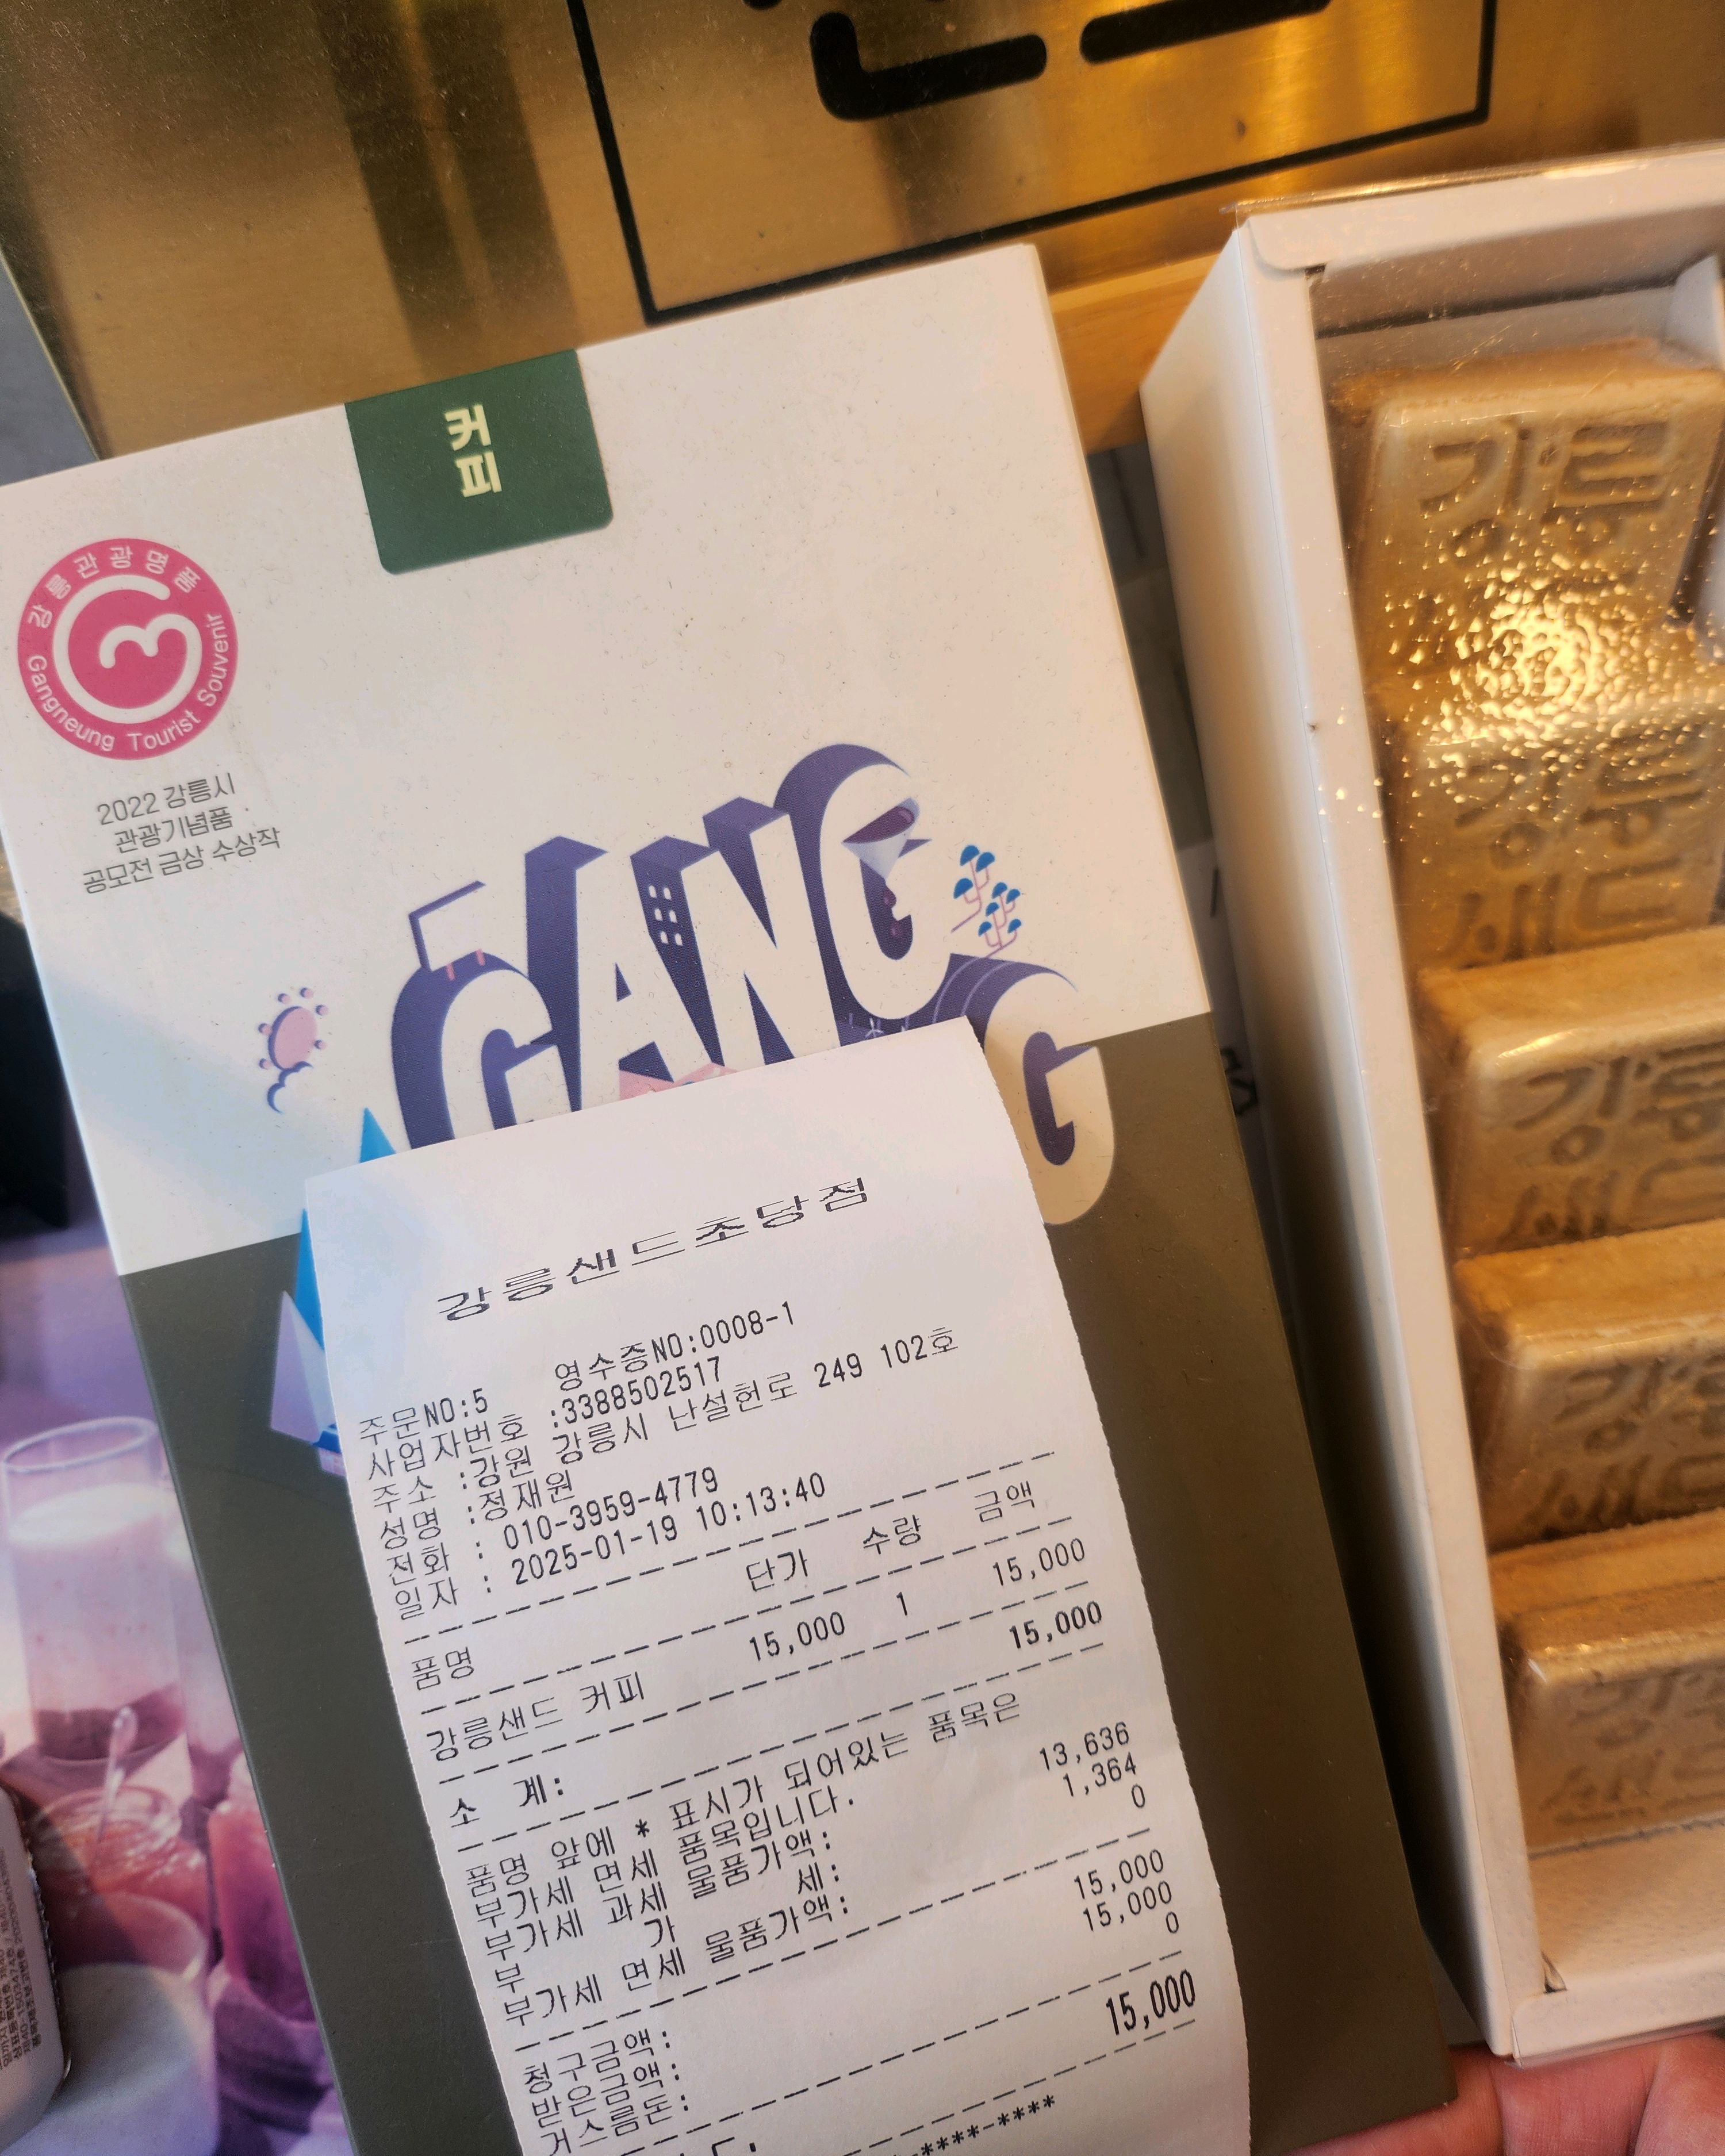 커피
강릉관광명품
Gangneung Tourist Souvenir
2022 강릉시
관광기념품
공모전 금상 수상작
GANG
G
강릉샌드초당점
주문NO:5 영수증NO:0008-1
사업자번호 :3388502517
주소 :강원 강릉시 난설헌로 249 102호
성명 :정재원
전화 : 010-3959-4779
일자 : 2025-01-19 10:13:40
품명 단가 수량 금액
강릉샌드 커피 15,000 1 15,000
소 계: 15,000
품명 앞에 * 표시가 되어있는 품목은
부가세 면세 품목입니다.
부가세 과세 물품가액: 13,636
부 가 세: 1,364
부가세 면세 물품가액: 0
청구금액: 15,000
받은금액: 15,000
거스름돈: 0
15,000
-****-****
강릉
강릉
샌드
강릉
샌드
강릉
샌드
강릉
샌드